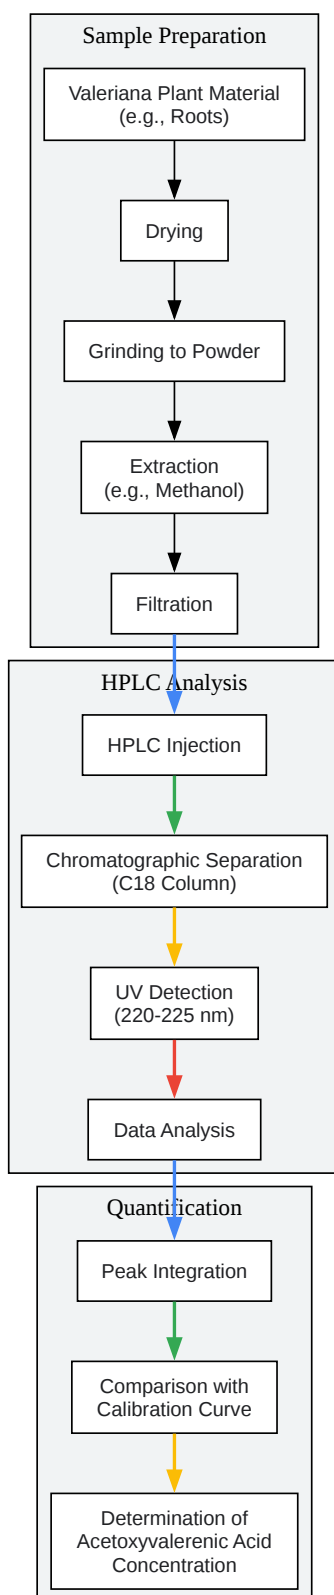 Sample Preparation
Valeriana Plant Material
(e.g., Roots)
Drying
Grinding to Powder
Extraction
(e.g., Methanol)
Filtration
HPLC Analysis
HPLC Injection
Chromatographic Separation
(C18 Column)
UV Detection
(220-225 nm)
Data Analysis
Quantification
Peak Integration
Comparison with
Calibration Curve
Determination of
Acetoxyvalerenic Acid
Concentration